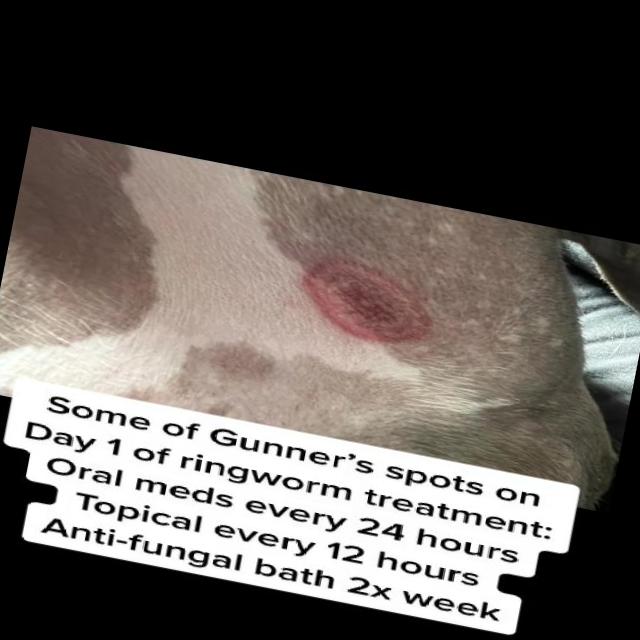 Some of Gunner's spots on
Day 1 of ringworm treatment:
Oral meds every 24 hours
Topical every 12 hours
Anti-fungal bath 2x week